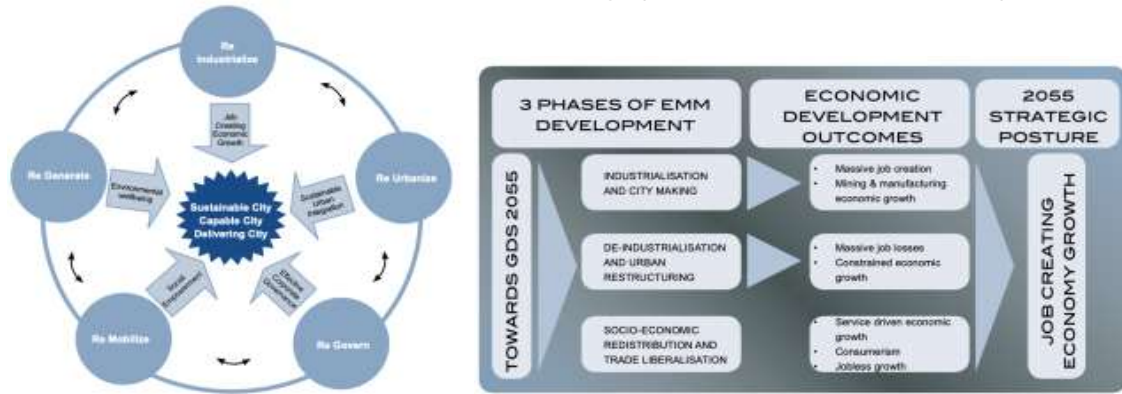 Re
Industrialize
Job
Creating
Economic
Growth
Re Generate
Environmental
wellbeing
Re Urbanize
Sustainable
Urban
Integration
Sustainable City
Capable City
Delivering City
Social
Empowerment
Effective
Corporate
Governance
Re Mobilize
Re Govern
3 PHASES OF EMM
DEVELOPMENT
ECONOMIC
DEVELOPMENT
OUTCOMES
2055
STRATEGIC
POSTURE
TOWARDS GDS 2055
INDUSTRIALISATION
AND CITY MAKING
• Massive job creation
• Mining & manufacturing
economic growth
DE-INDUSTRIALISATION
AND URBAN
RESTRUCTURING
• Massive job losses
• Constrained economic
growth
SOCIO-ECONOMIC
REDISTRIBUTION AND
TRADE LIBERALISATION
• Service driven economic
growth
• Consumerism
• Jobless growth
JOB CREATING
ECONOMY GROWTH